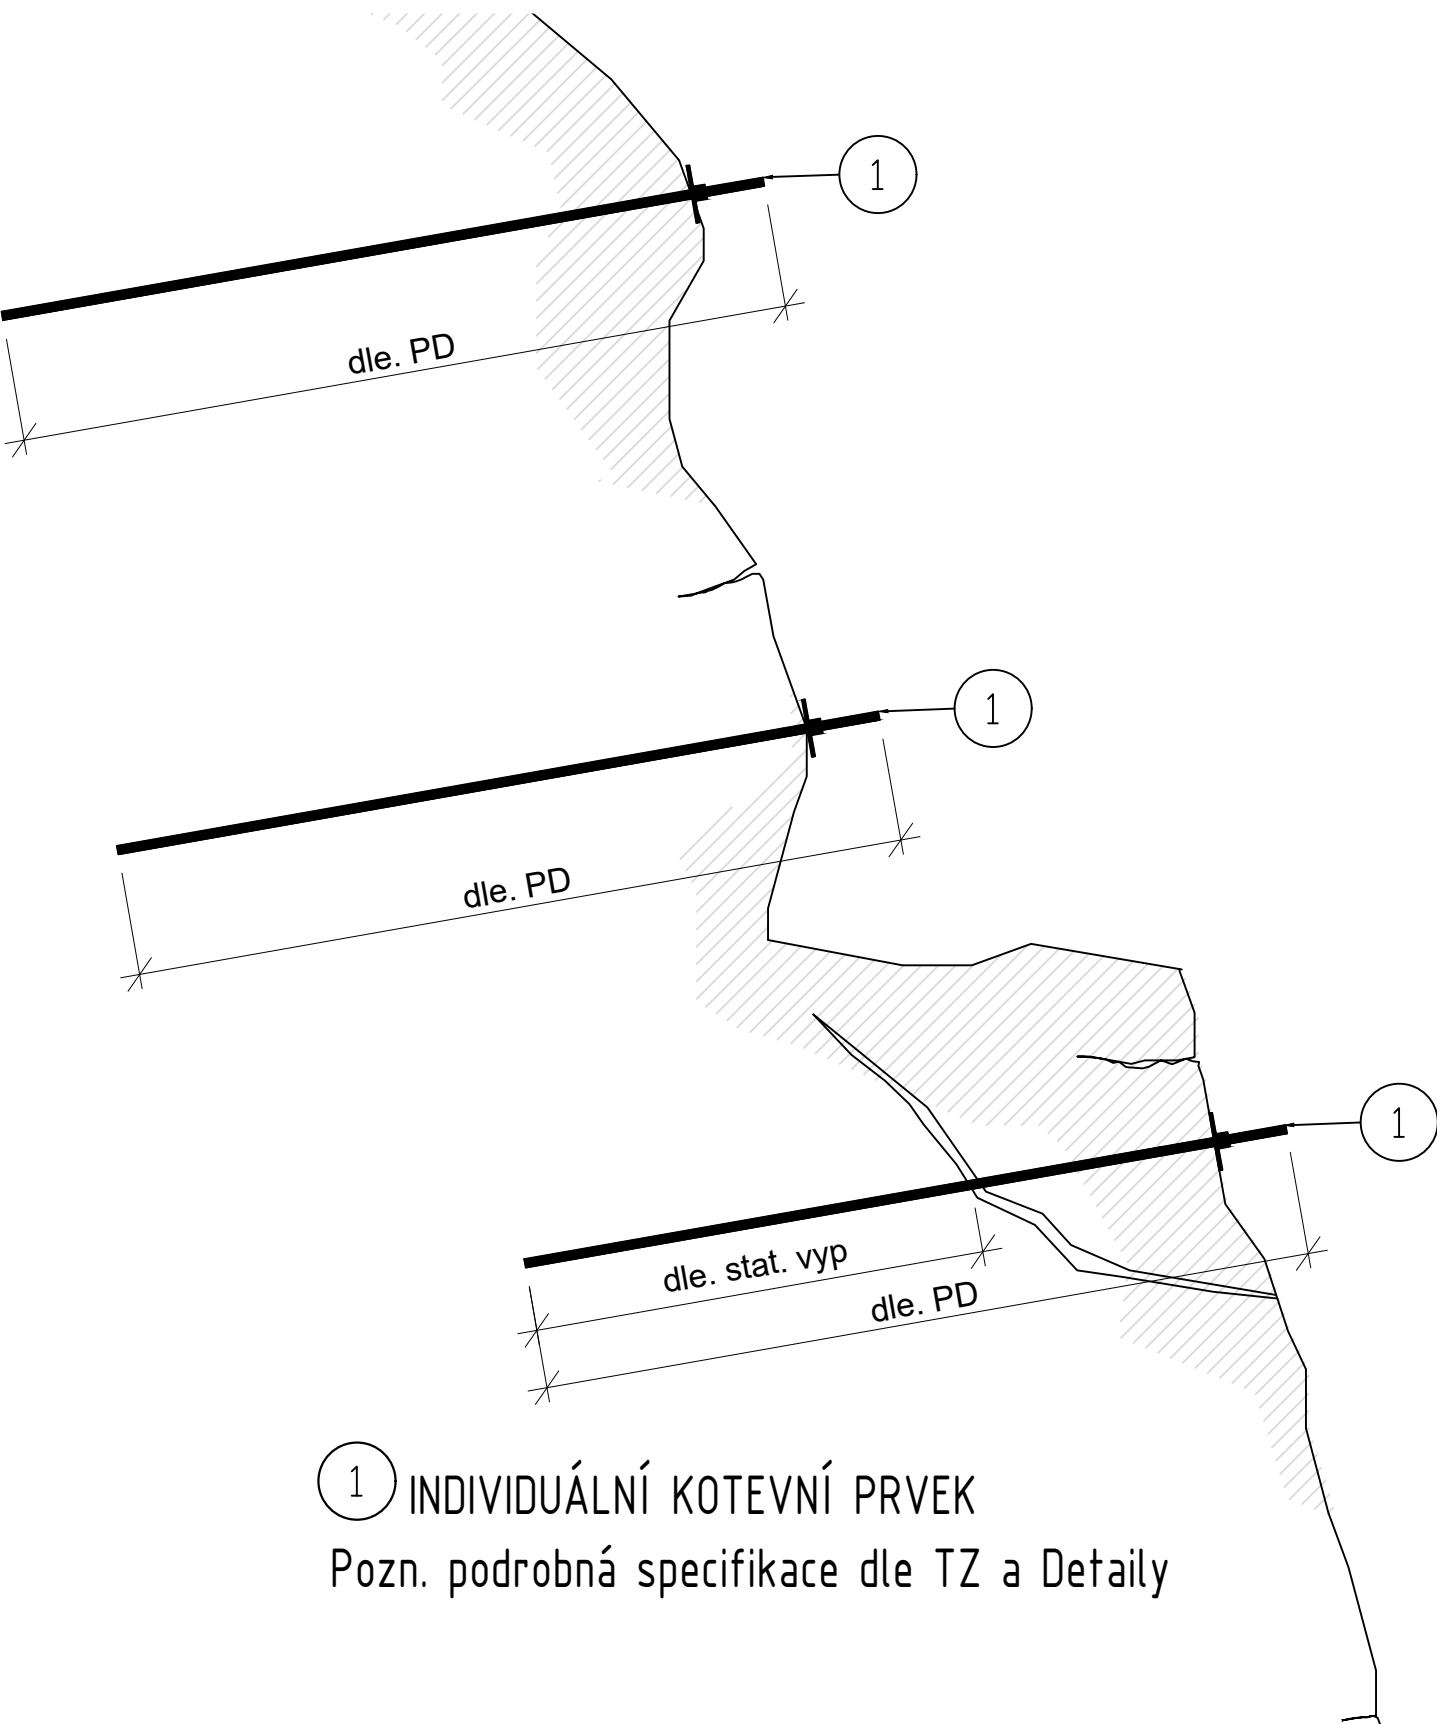 1
dle. PD
1
dle. PD
1
dle. stat. vyp
dle. PD
1 INDIVIDUÁLNÍ KOTEVNÍ PRVEK
Pozn. podrobná specifikace dle TZ a Detaily